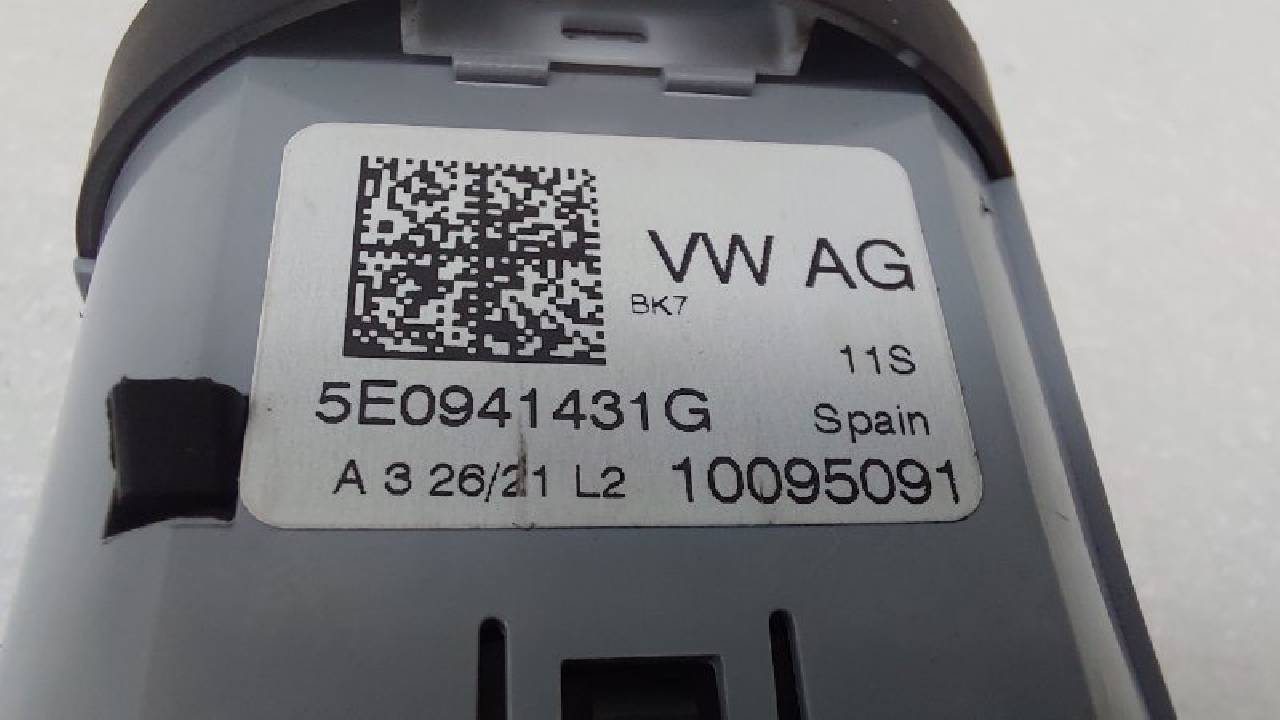 VW AG
BK7
11S
5E0941431G
Spain
A 3 26/21 L2 10095091